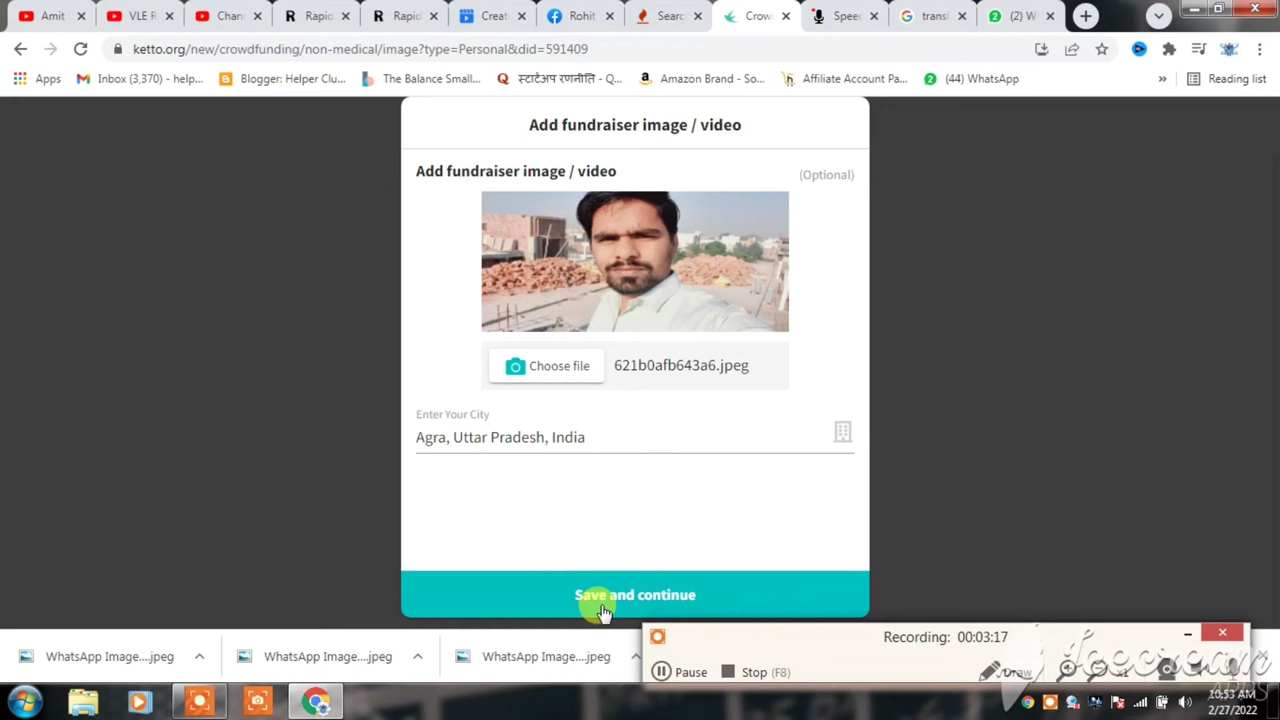 Amit
VLE R
Chan
Rapid
Rapid
Creat
Rohit
Searc
Crow
Spee
transl
(2) W
ketto.org/new/crowdfunding/non-medical/image?type=Personal&did=591409
Apps
Inbox (3,370) - help...
Blogger: Helper Clu...
The Balance Small...
स्टार्टअप रणनीति - Q...
Amazon Brand - So...
Affiliate Account Pa...
(44) WhatsApp
»
Reading list
Add fundraiser image / video
Add fundraiser image / video
(Optional)
Choose file
621b0afb643a6.jpeg
Enter Your City
Agra, Uttar Pradesh, India
Save and continue
Recording: 00:03:17
WhatsApp Image....jpeg
WhatsApp Image....jpeg
WhatsApp Image....jpeg
Pause
Stop (F8)
Draw
x1
10:53 AM
2/27/2022